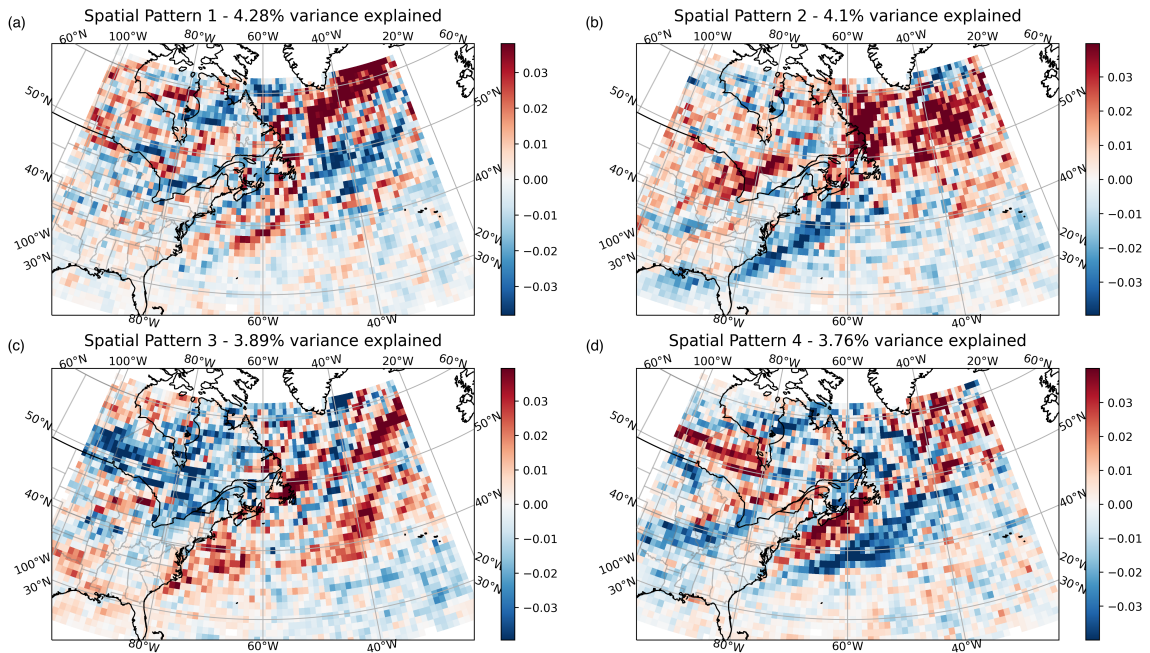 (a)
Spatial Pattern 1 - 4.28% variance explained
60°N 100°W 80°W 60°W 40°W 20°W 60°N
50°N 50°N
40°N 40°N
100°W 20°W
30°N 30°N
80°W 60°W 40°W
0.03
0.02
0.01
0.00
−0.01
−0.02
−0.03
(b)
Spatial Pattern 2 - 4.1% variance explained
60°N 100°W 80°W 60°W 40°W 20°W 60°N
50°N 50°N
40°N 40°N
100°W 20°W
30°N 30°N
80°W 60°W 40°W
0.03
0.02
0.01
0.00
−0.01
−0.02
−0.03
(c)
Spatial Pattern 3 - 3.89% variance explained
60°N 100°W 80°W 60°W 40°W 20°W 60°N
50°N 50°N
40°N 40°N
100°W 20°W
30°N 30°N
80°W 60°W 40°W
0.03
0.02
0.01
0.00
−0.01
−0.02
−0.03
(d)
Spatial Pattern 4 - 3.76% variance explained
60°N 100°W 80°W 60°W 40°W 20°W 60°N
50°N 50°N
40°N 40°N
100°W 20°W
30°N 30°N
80°W 60°W 40°W
0.03
0.02
0.01
0.00
−0.01
−0.02
−0.03